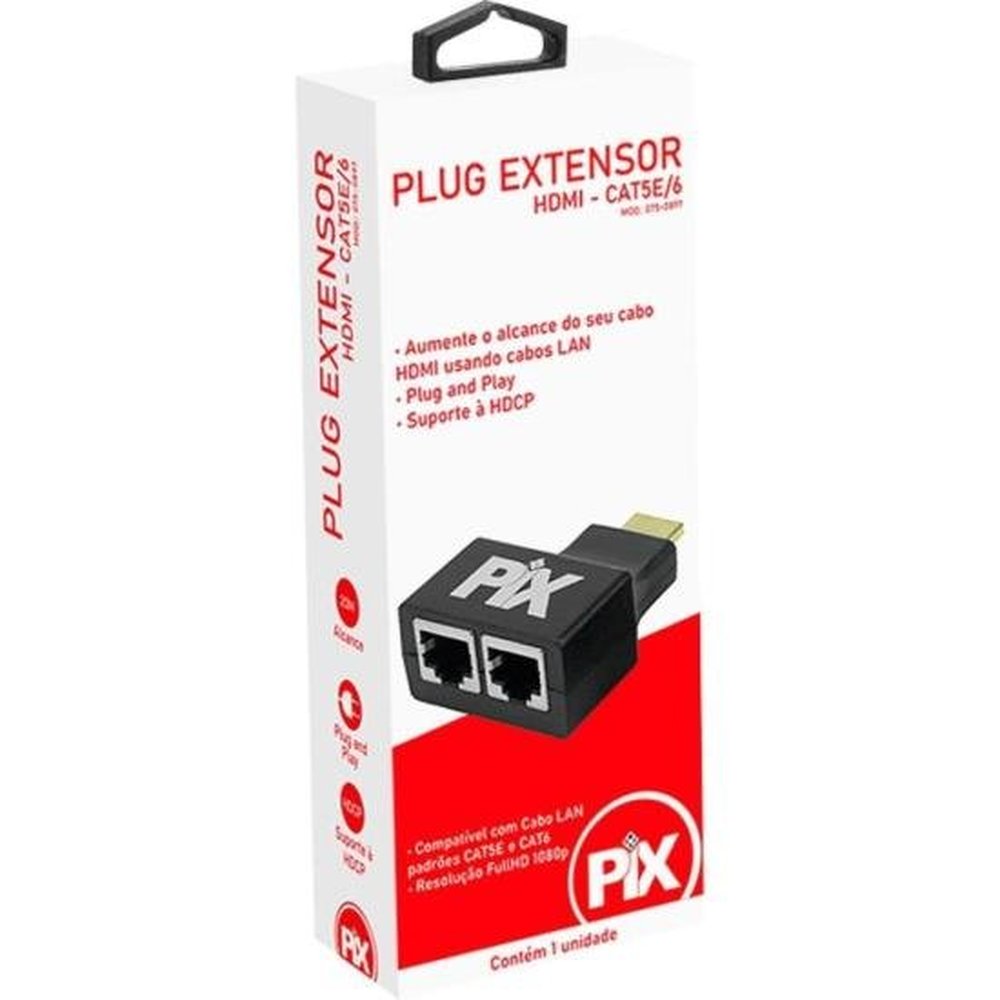 PLUG EXTENSOR
HDMI - CAT5E/6
• Aumente o alcance do seu cabo
HDMI usando cabos LAN
• Plug and Play
• Suporte à HDCP
PIX
• Compatível com Cabo LAN
padrões CAT5E e CAT6
• Resolução FullHD 1080p
PIX
Contém 1 unidade
PLUG EXTENSOR
HDMI - CAT5E/6
Alcance
Plug and
Play
HDCP
Suporte à
HDCP
PIX